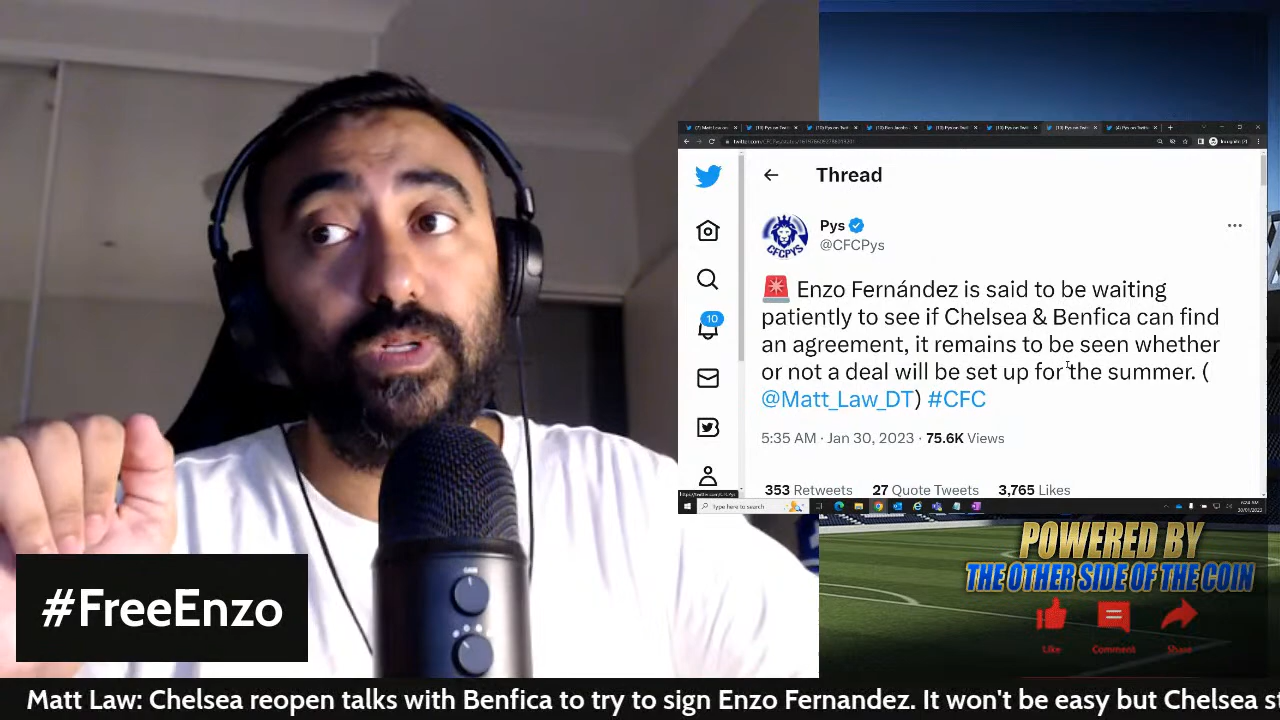 Thread
Pys
@CFCPys
🚨 Enzo Fernández is said to be waiting
patiently to see if Chelsea & Benfica can find
an agreement, it remains to be seen whether
or not a deal will be set up for the summer. (
@Matt_Law_DT) #CFC
5:35 AM · Jan 30, 2023 · 75.6K Views
353 Retweets 27 Quote Tweets 3,765 Likes
10
Type here to search
#FreeEnzo
POWERED BY
THE OTHER SIDE OF THE COIN
Like Comment Share
Matt Law: Chelsea reopen talks with Benfica to try to sign Enzo Fernandez. It won't be easy but Chelsea st